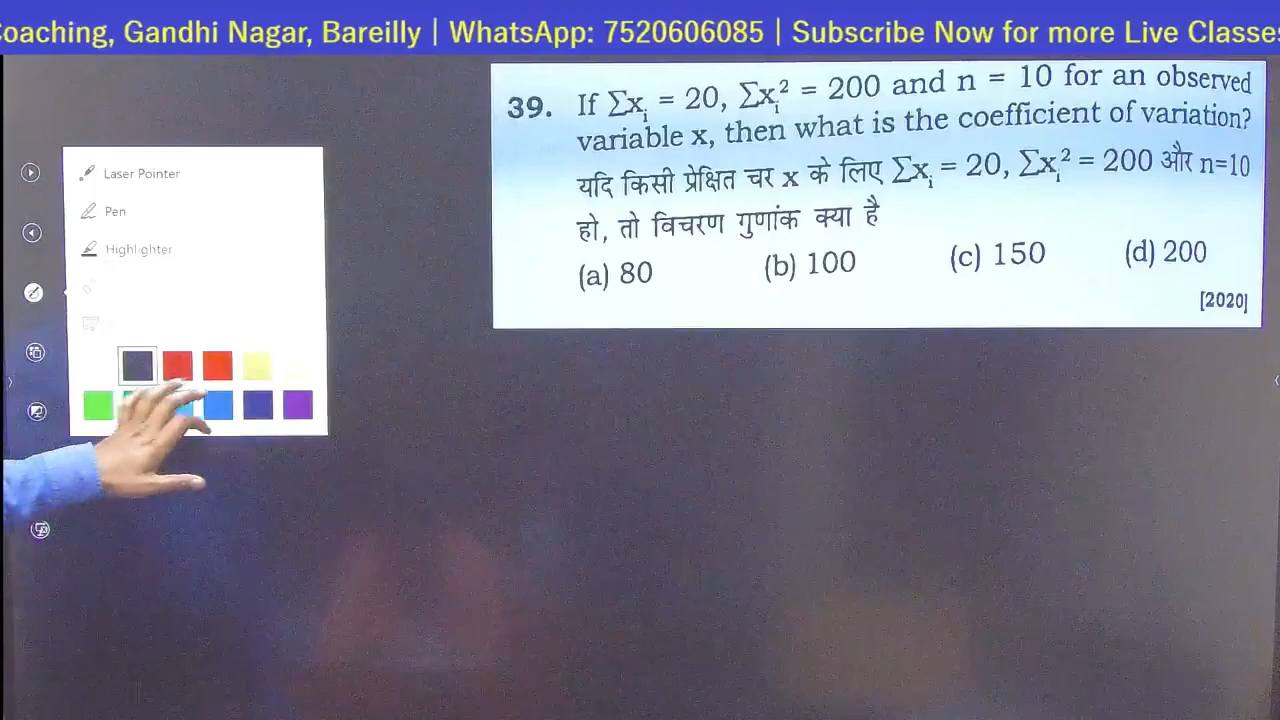 Coaching, Gandhi Nagar, Bareilly | WhatsApp: 7520606085 | Subscribe Now for more Live Classes
Laser Pointer
Pen
Highlighter
39. If ∑xᵢ = 20, ∑xᵢ² = 200 and n = 10 for an observed
variable x, then what is the coefficient of variation?
यदि किसी प्रेक्षित चर x के लिए ∑xᵢ = 20, ∑xᵢ² = 200 और n=10
हो, तो विचरण गुणांक क्या है
(a) 80 (b) 100 (c) 150 (d) 200
[2020]